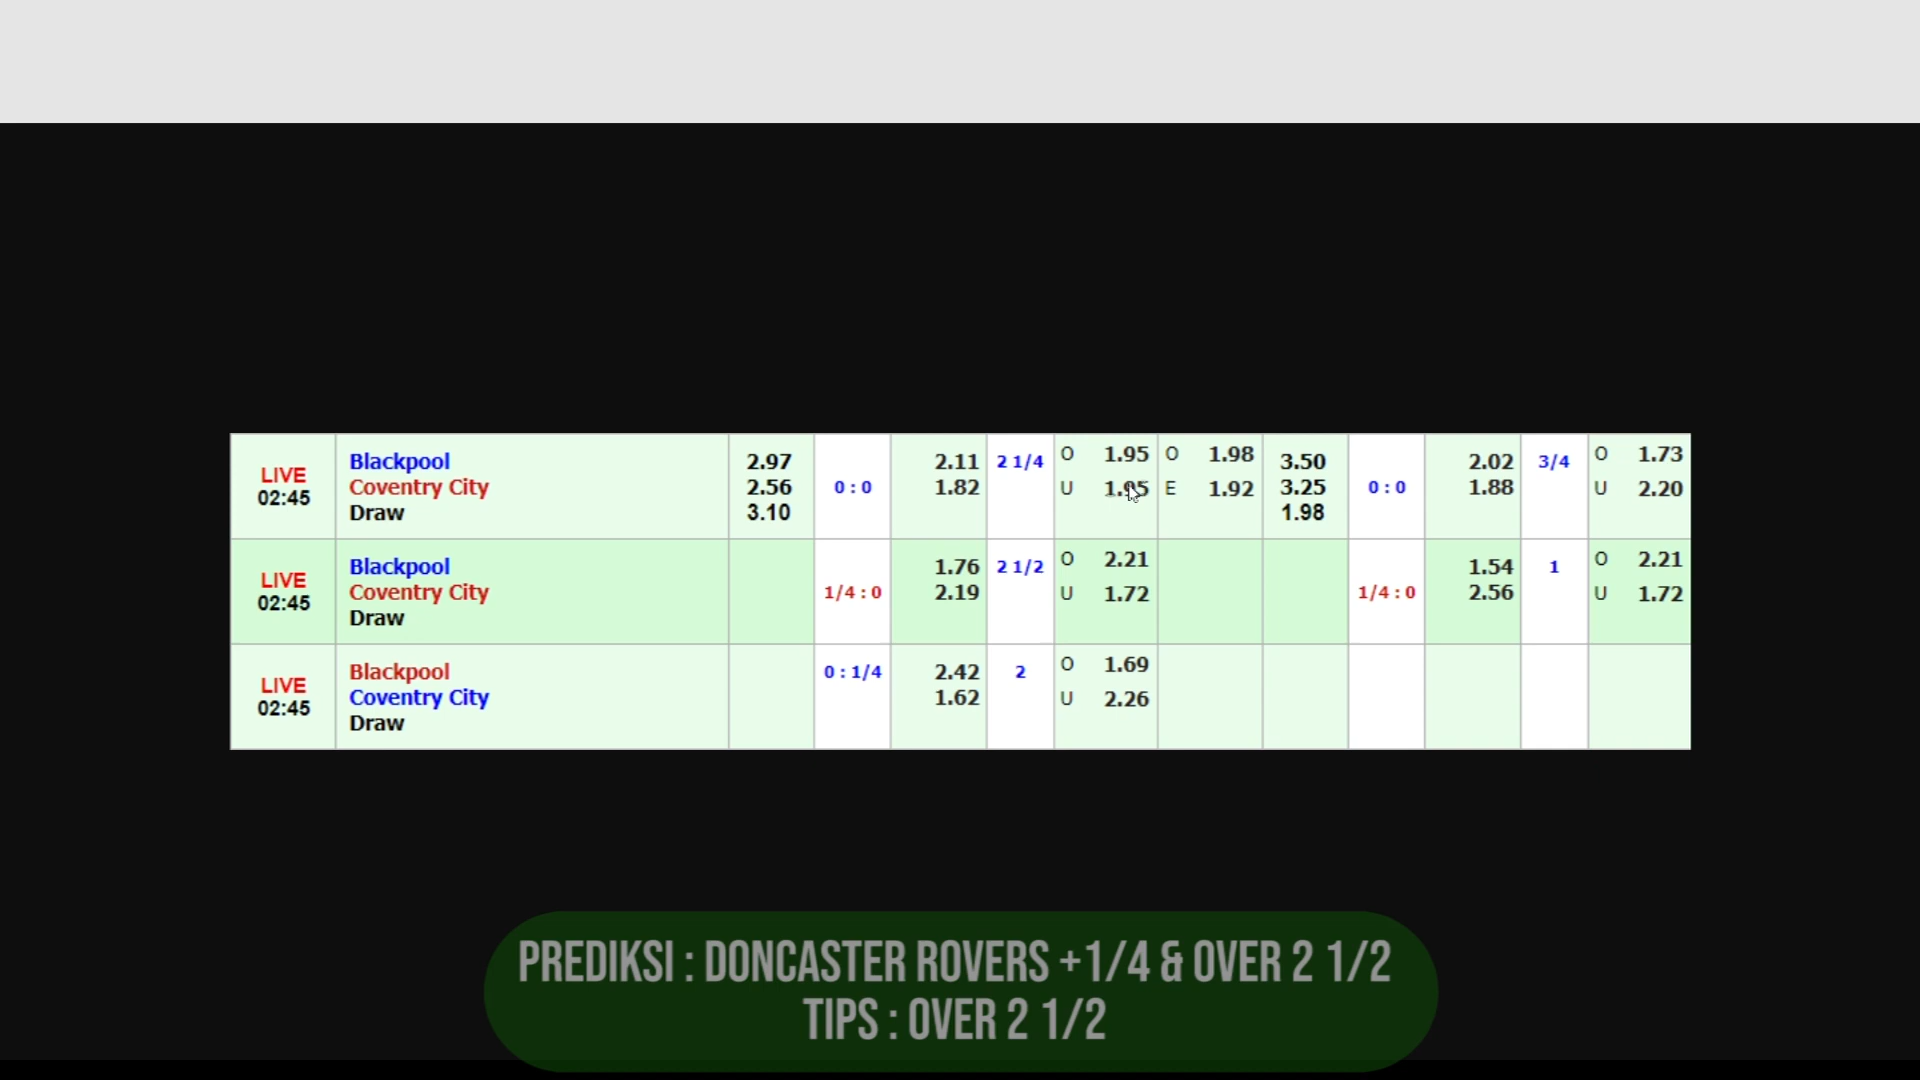 Blackpool 2.97 2.11 2 1/4 O 1.95 O 1.98 3.50 2.02 3/4 O 1.73
LIVE Coventry City 2.56 0 : 0 1.82 U 1.95 E 1.92 3.25 0 : 0 1.88 U 2.20
02:45 Draw 3.10 1.98
Blackpool 1.76 2 1/2 O 2.21 1.54 1 O 2.21
LIVE Coventry City 1/4 : 0 2.19 U 1.72 1/4 : 0 2.56 U 1.72
02:45 Draw
Blackpool 0 : 1/4 2.42 2 O 1.69
LIVE Coventry City 1.62 U 2.26
02:45 Draw
PREDIKSI : DONCASTER ROVERS +1/4 & OVER 2 1/2
TIPS : OVER 2 1/2